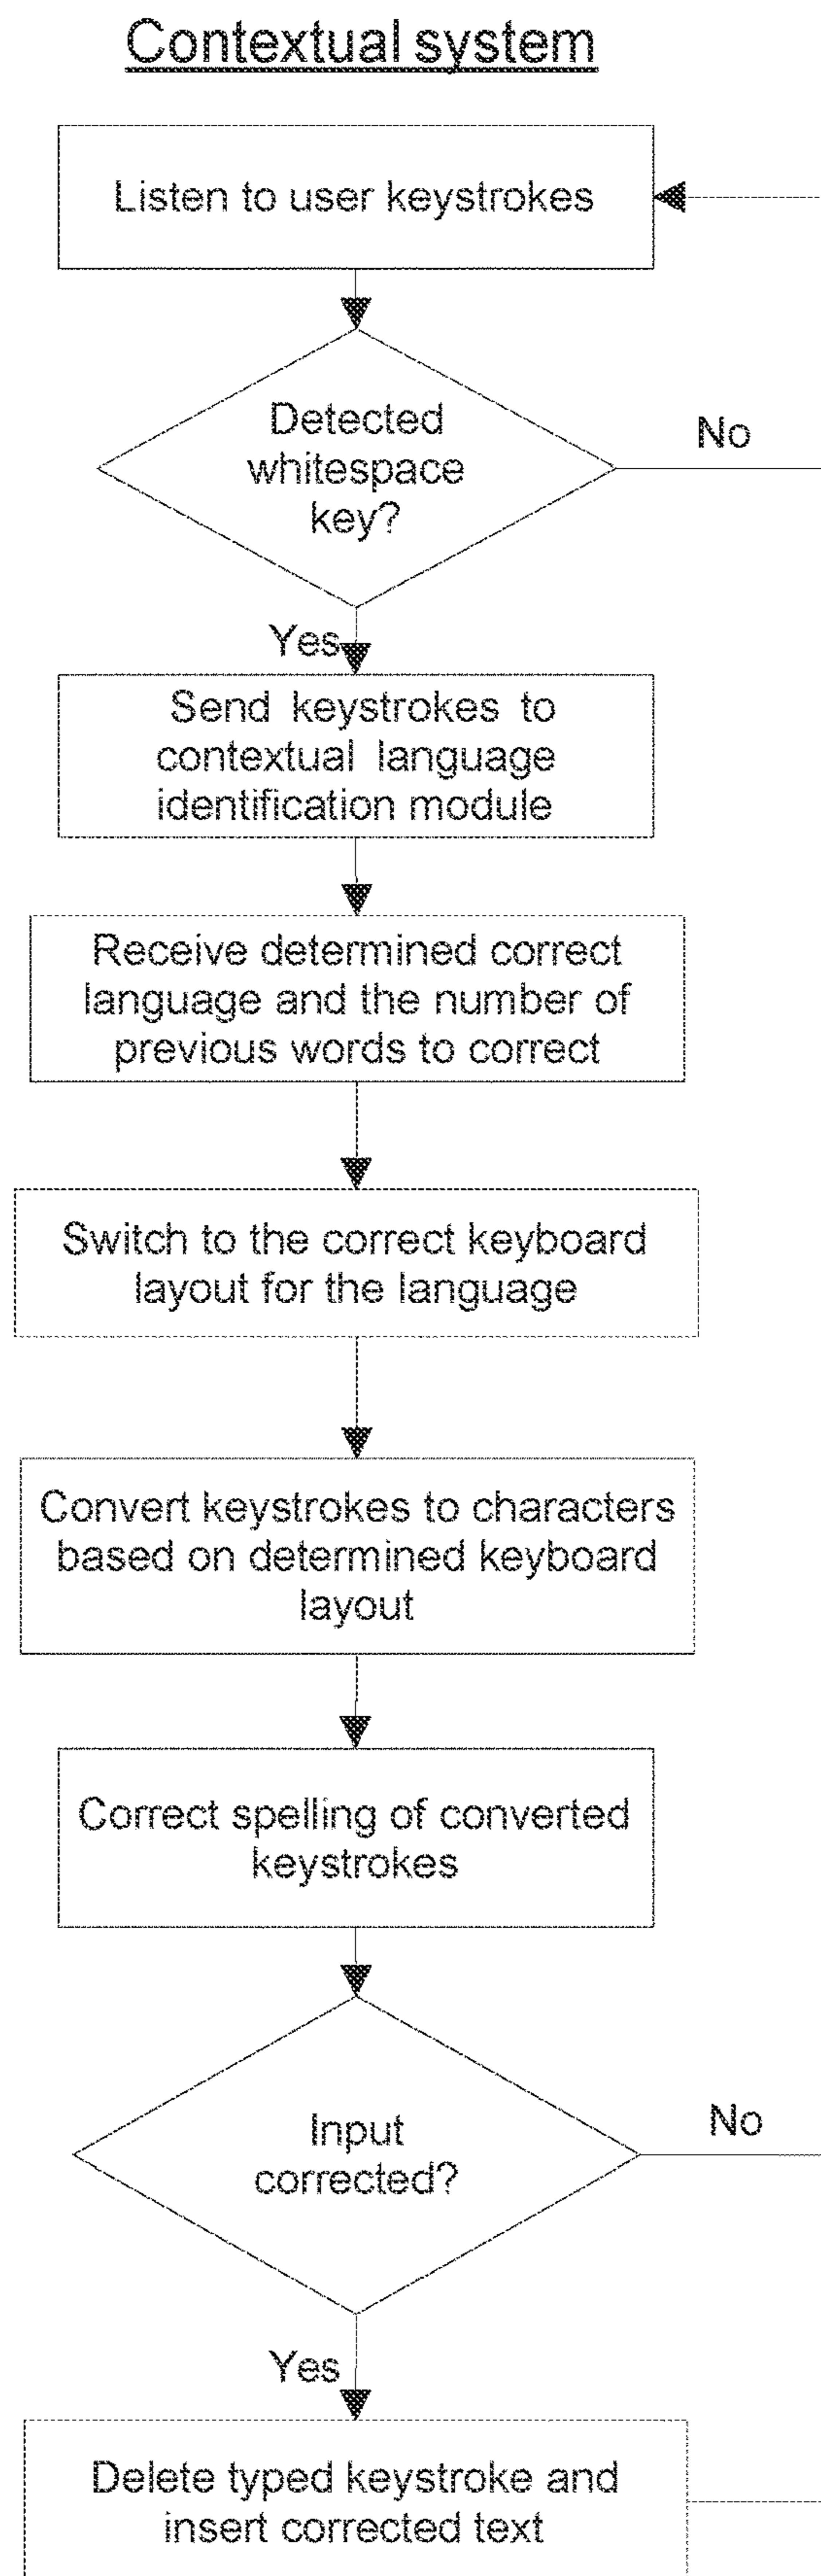 Contextual system
Listen to user keystrokes
Detected
whitespace
key?
No
Yes
Send keystrokes to
contextual language
identification module
Receive determined correct
language and the number of
previous words to correct
Switch to the correct keyboard
layout for the language
Convert keystrokes to characters
based on determined keyboard
layout
Correct spelling of converted
keystrokes
Input
corrected?
No
Yes
Delete typed keystroke and
insert corrected text